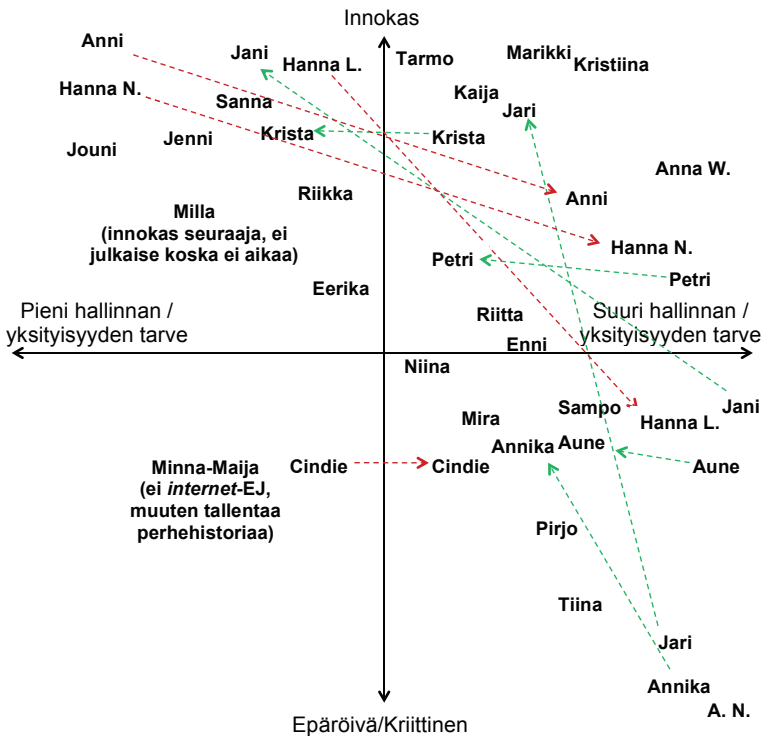 Innokas
Anni
Jani
Hanna L.
Tarmo
Marikki
Kristiina
Hanna N.
Sanna
Kaija
Jari
Jouni
Jenni
Krista
Krista
Anna W.
Riikka
Anni
Milla
(innokas seuraaja, ei
julkaise koska ei aikaa)
Hanna N.
Petri
Petri
Eerika
Pieni hallinnan /
yksityisyyden tarve
Riitta
Suuri hallinnan /
yksityisyyden tarve
Enni
Niina
Sampo
Jani
Mira
Hanna L.
Annika
Aune
Minna-Maija
(ei internet-EJ,
muuten tallentaa
perhehistoriaa)
Cindie
Cindie
Aune
Pirjo
Tiina
Jari
Annika
A. N.
Epäröivä/Kriittinen